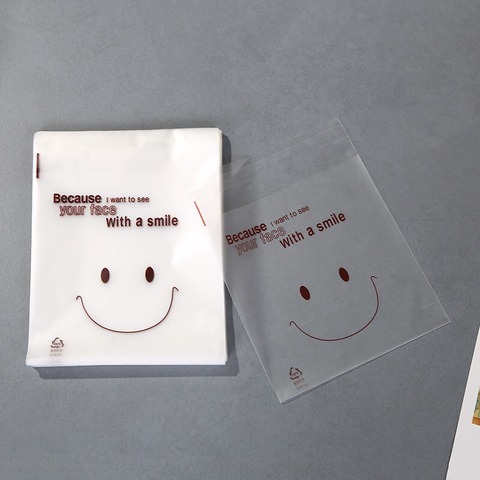 Because I want to see
your face
With a smile
Because I want to see
your face
With a smile